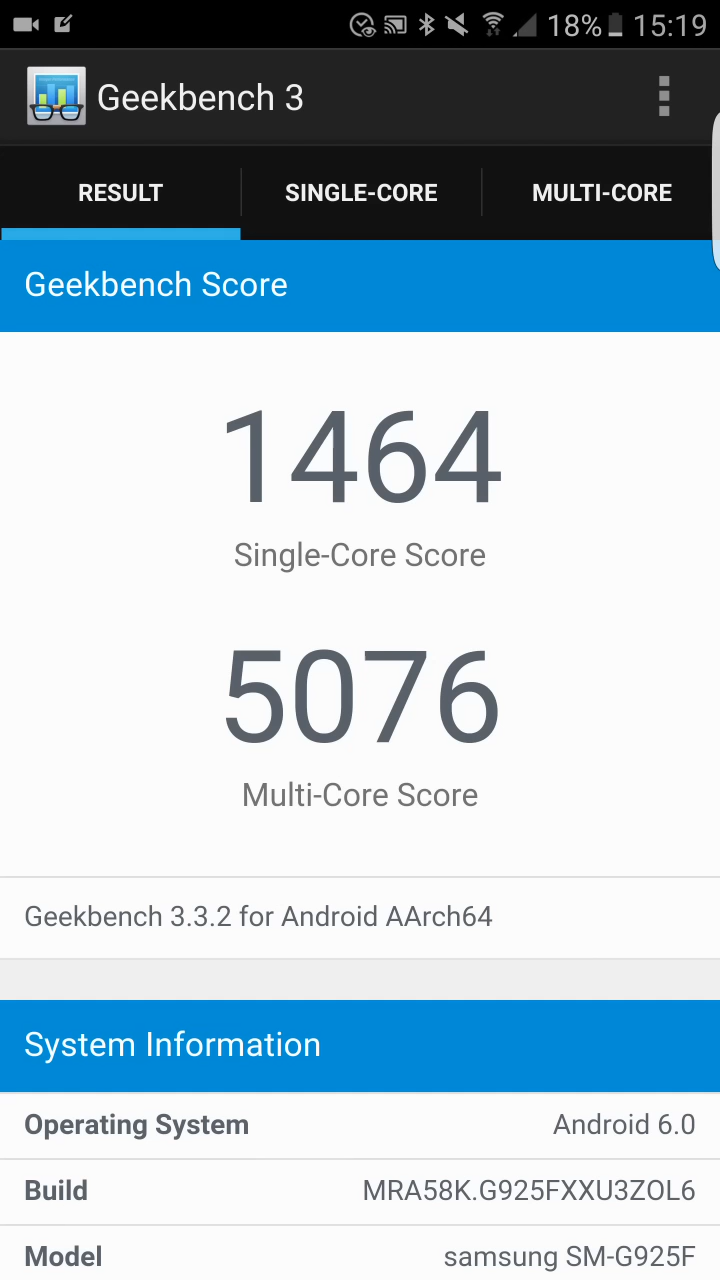 18% 15:19
Geekbench 3
RESULT SINGLE-CORE MULTI-CORE
Geekbench Score
1464
Single-Core Score
5076
Multi-Core Score
Geekbench 3.3.2 for Android AArch64
System Information
Operating System Android 6.0
Build MRA58K.G925FXXU3ZOL6
Model samsung SM-G925F